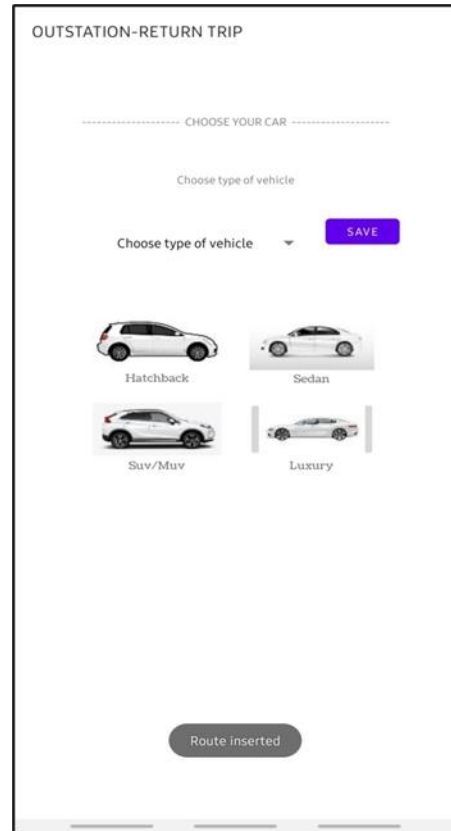 OUTSTATION-RETURN TRIP
------------------- CHOOSE YOUR CAR -------------------
Choose type of vehicle
Choose type of vehicle
SAVE
Hatchback
Sedan
Suv/Muv
Luxury
Route inserted